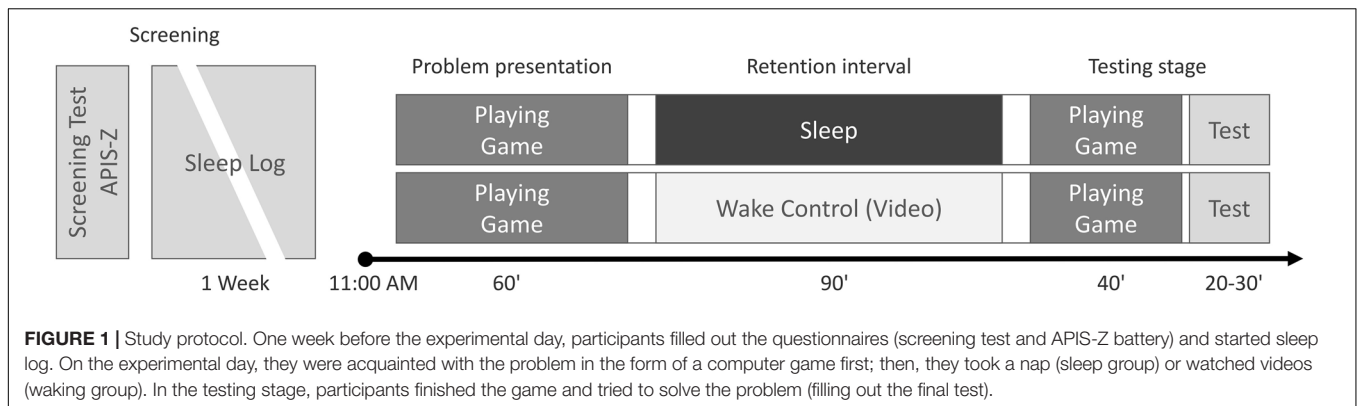 Screening
Screening Test
APIS-Z
Sleep Log
Problem presentation
Retention interval
Testing stage
Playing
Game
Sleep
Playing
Game
Test
Playing
Game
Wake Control (Video)
Playing
Game
Test
1 Week
11:00 AM
60'
90'
40'
20-30'
FIGURE 1 | Study protocol. One week before the experimental day, participants filled out the questionnaires (screening test and APIS-Z battery) and started sleep
log. On the experimental day, they were acquainted with the problem in the form of a computer game first; then, they took a nap (sleep group) or watched videos
(waking group). In the testing stage, participants finished the game and tried to solve the problem (filling out the final test).